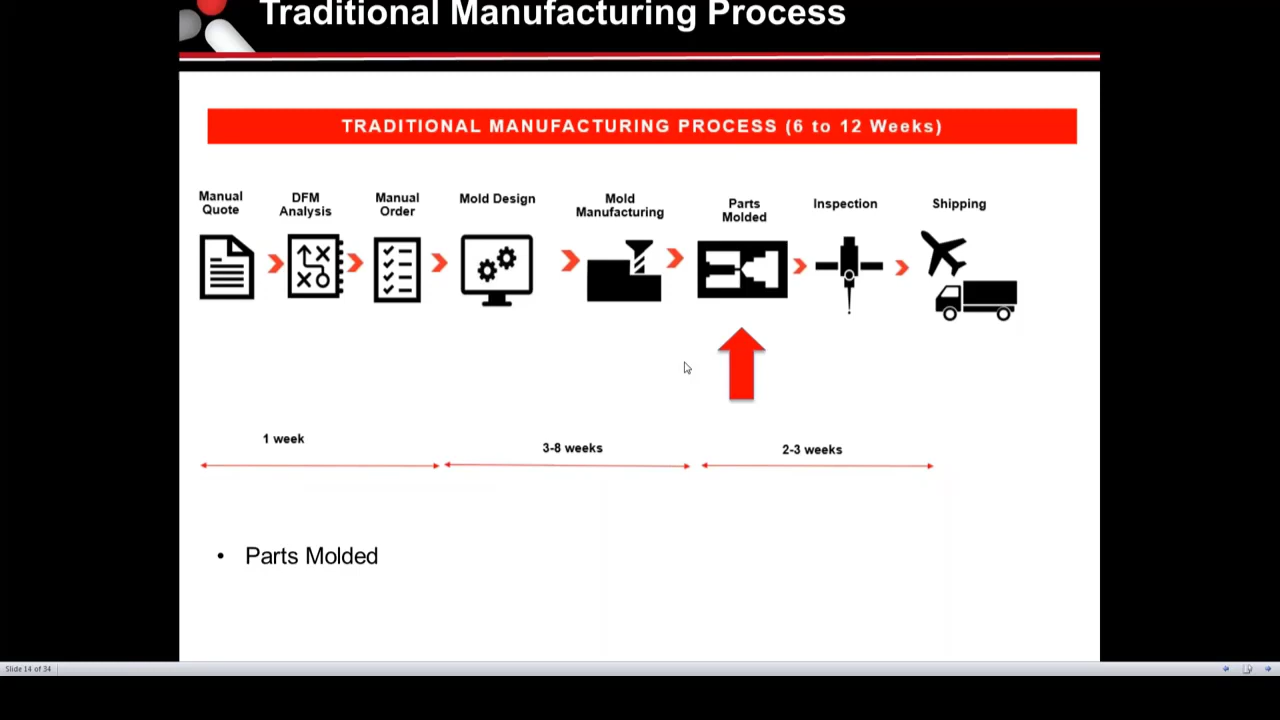 Traditional Manufacturing Process
TRADITIONAL MANUFACTURING PROCESS (6 to 12 Weeks)
Manual
Quote
DFM
Analysis
Manual
Order
Mold Design
Mold
Manufacturing
Parts
Molded
Inspection
Shipping
1 week
3-8 weeks
2-3 weeks
• Parts Molded
Slide 14 of 34